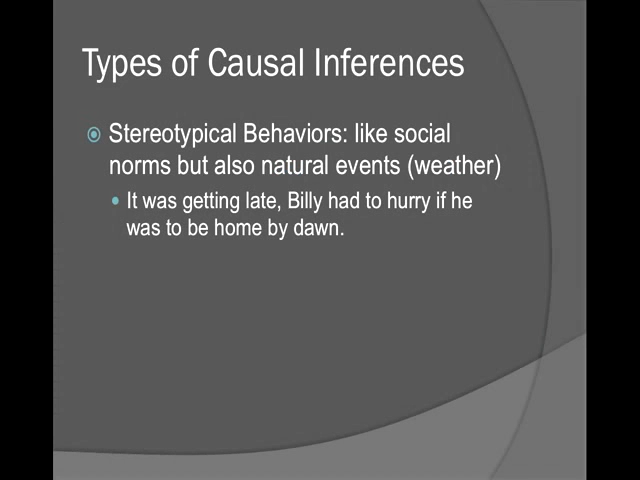 Types of Causal Inferences
Stereotypical Behaviors: like social
norms but also natural events (weather)
It was getting late, Billy had to hurry if he
was to be home by dawn.